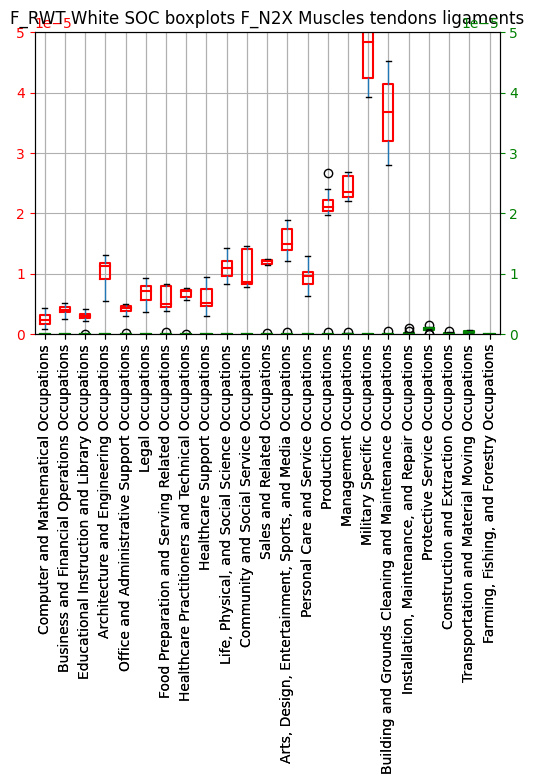 F_RWT White SOC boxplots F_N2X Muscles tendons ligaments
1e-5
1e-5
5
4
3
2
1
0
5
4
3
2
1
0
Computer and Mathematical Occupations
Business and Financial Operations Occupations
Educational Instruction and Library Occupations
Architecture and Engineering Occupations
Office and Administrative Support Occupations
Legal Occupations
Food Preparation and Serving Related Occupations
Healthcare Practitioners and Technical Occupations
Healthcare Support Occupations
Life, Physical, and Social Science Occupations
Community and Social Service Occupations
Sales and Related Occupations
Arts, Design, Entertainment, Sports, and Media Occupations
Personal Care and Service Occupations
Production Occupations
Management Occupations
Military Specific Occupations
Building and Grounds Cleaning and Maintenance Occupations
Installation, Maintenance, and Repair Occupations
Protective Service Occupations
Construction and Extraction Occupations
Transportation and Material Moving Occupations
Farming, Fishing, and Forestry Occupations